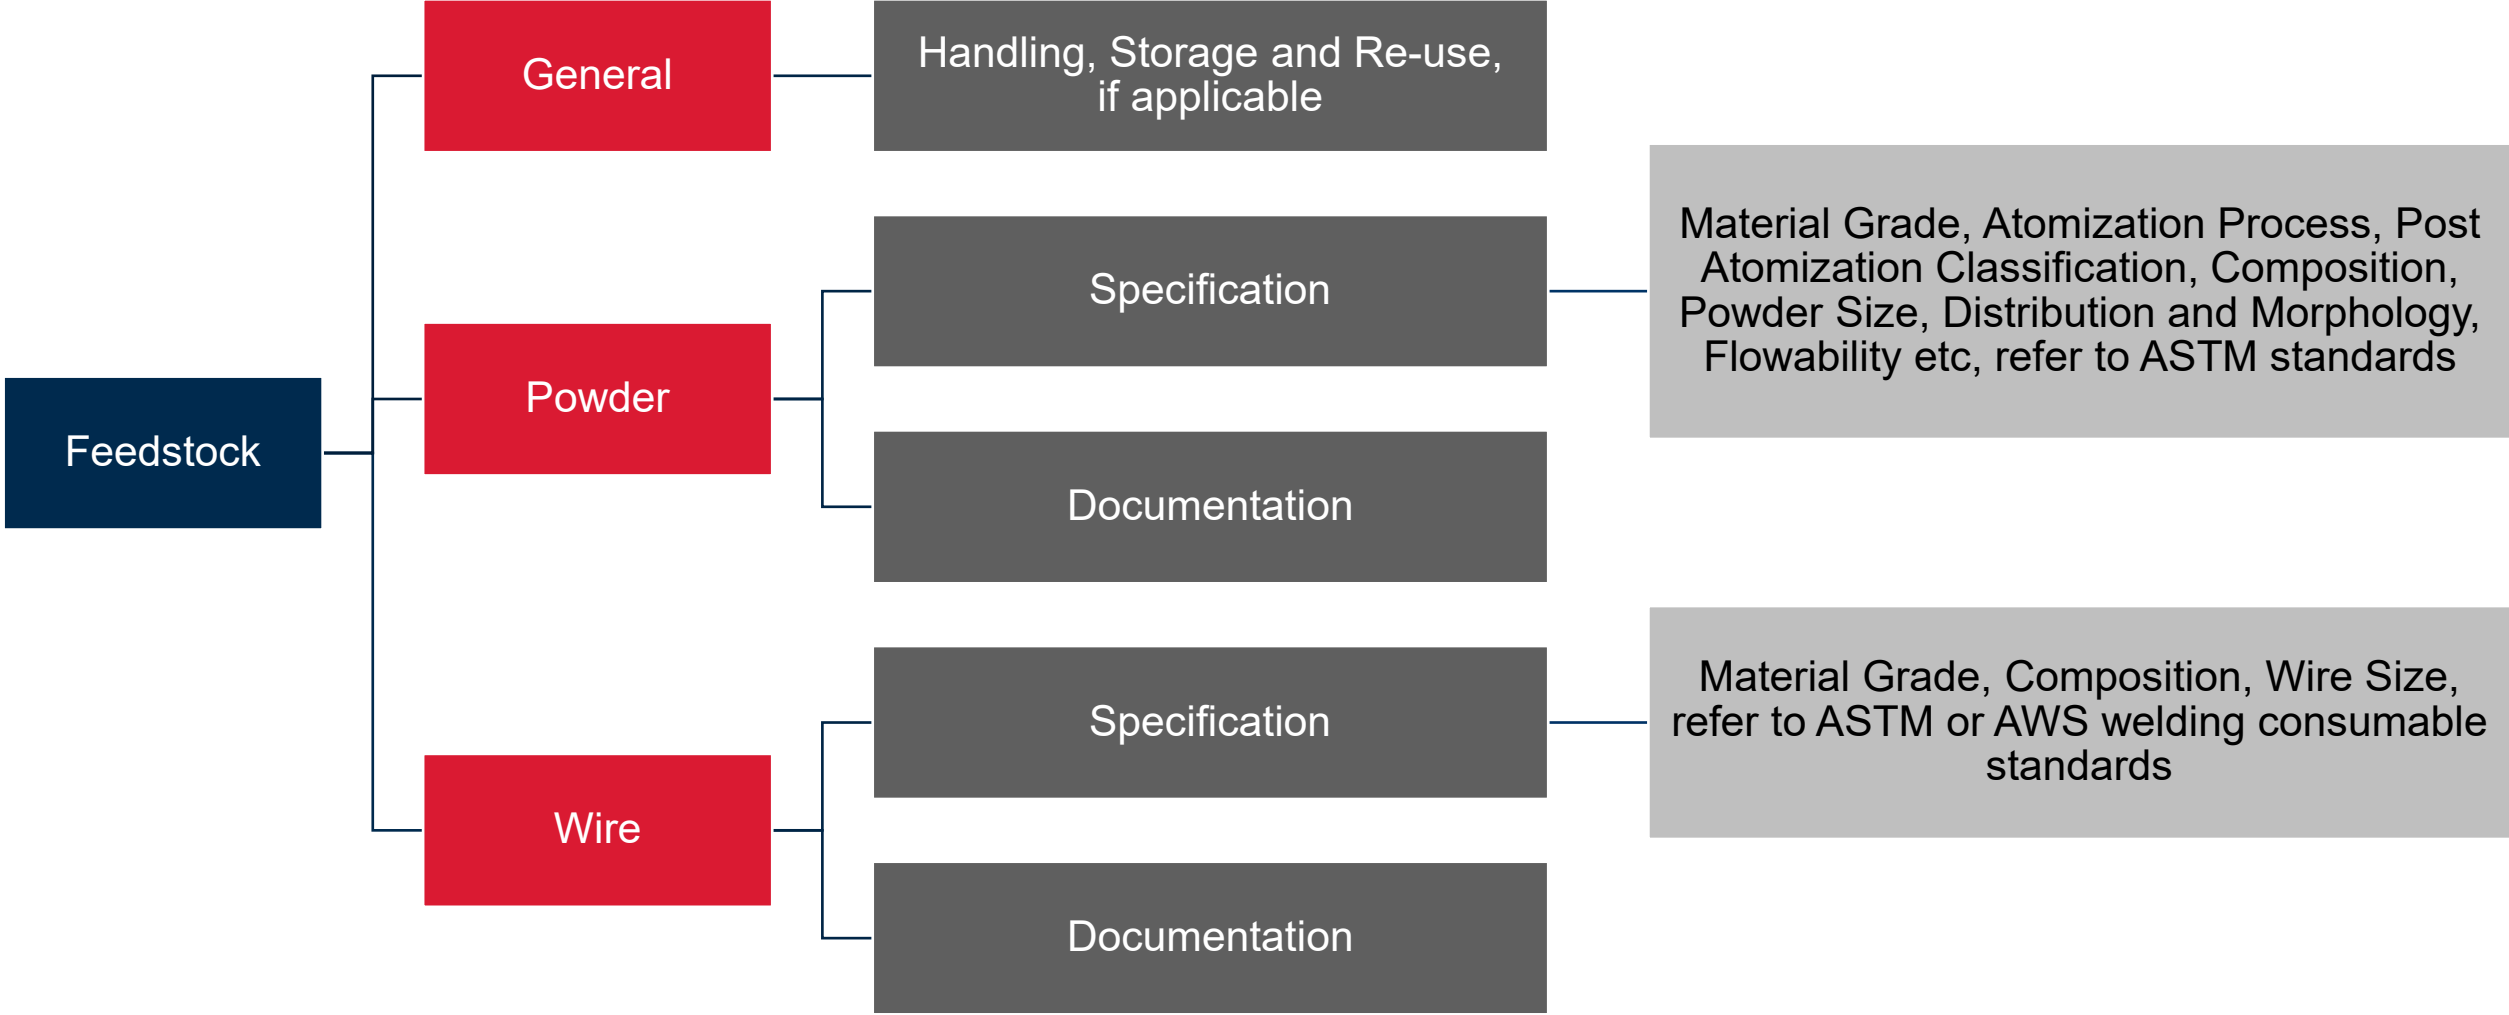 Feedstock
General
Handling, Storage and Re-use,
if applicable
Powder
Specification
Material Grade, Atomization Process, Post
Atomization Classification, Composition,
Powder Size, Distribution and Morphology,
Flowability etc, refer to ASTM standards
Documentation
Wire
Specification
Material Grade, Composition, Wire Size,
refer to ASTM or AWS welding consumable
standards
Documentation